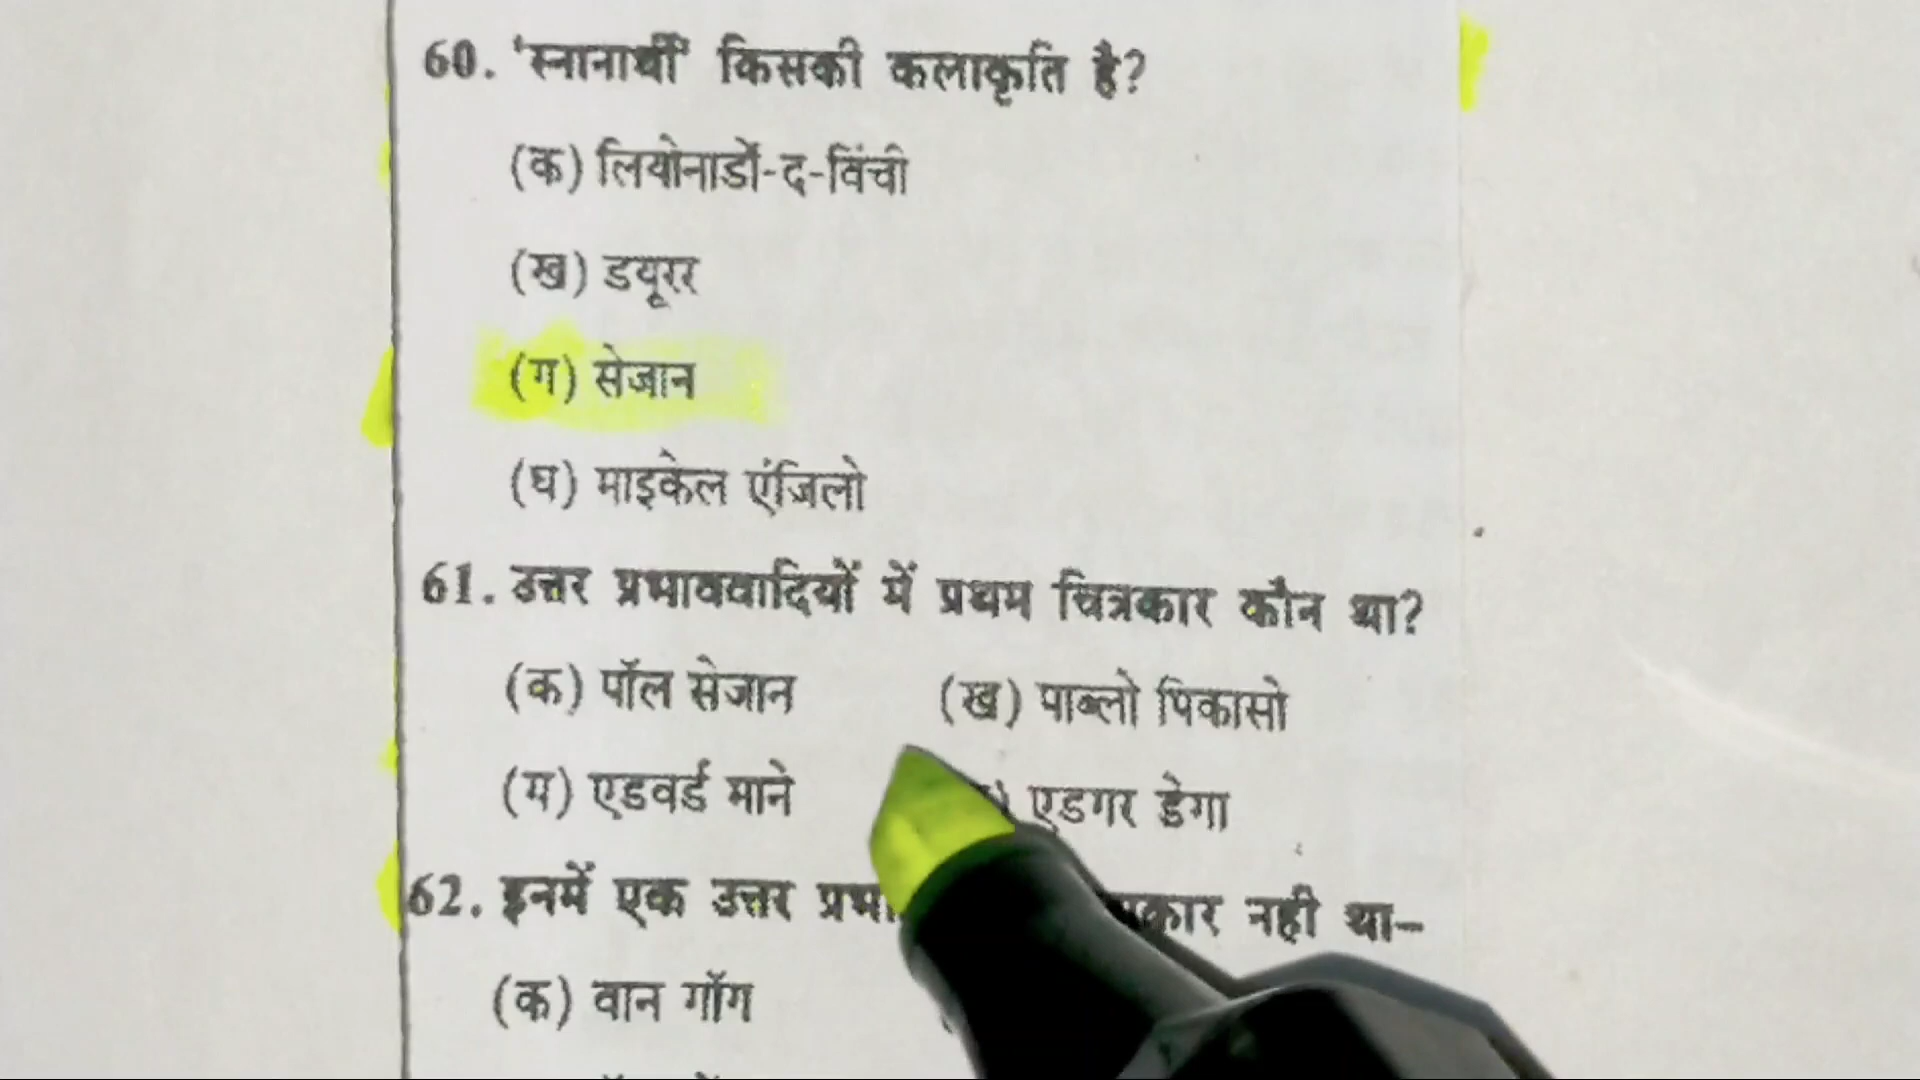 60. 'स्नानार्थी' किसकी कलाकृति है?
(क) लियोनार्डो-द-विंची
(ख) डयूरर
(ग) सेजान
(घ) माइकेल एंजिलो
61. उत्तर प्रभाववादियों में प्रथम चित्रकार कौन था?
(क) पॉल सेजान (ख) पाब्लो पिकासो
(ग) एडवर्ड माने एडगर डेगा
62. इनमें एक उत्तर नही था–
(क) वान गॉग